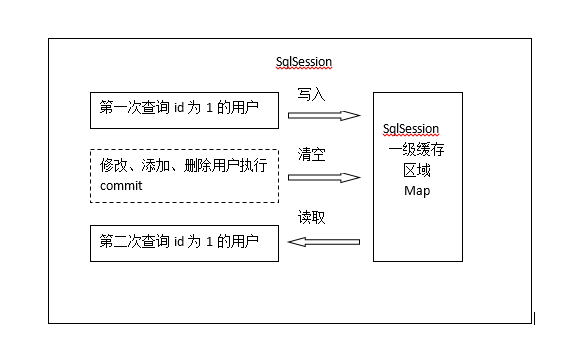 SqlSession
第一次查询 id 为 1 的用户
写入
修改、添加、删除用户执行
commit
清空
第二次查询 id 为 1 的用户
读取
SqlSession
一级缓存
区域
Map